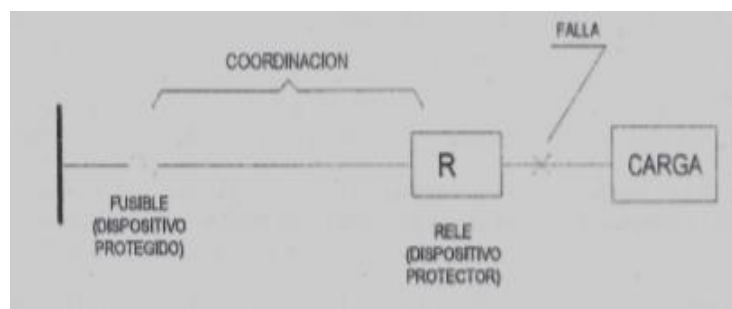 FALLA
COORDINACION
R
CARGA
FUSIBLE
(DISPOSITIVO
PROTEGIDO)
RELE
(DISPOSITIVO
PROTECTOR)